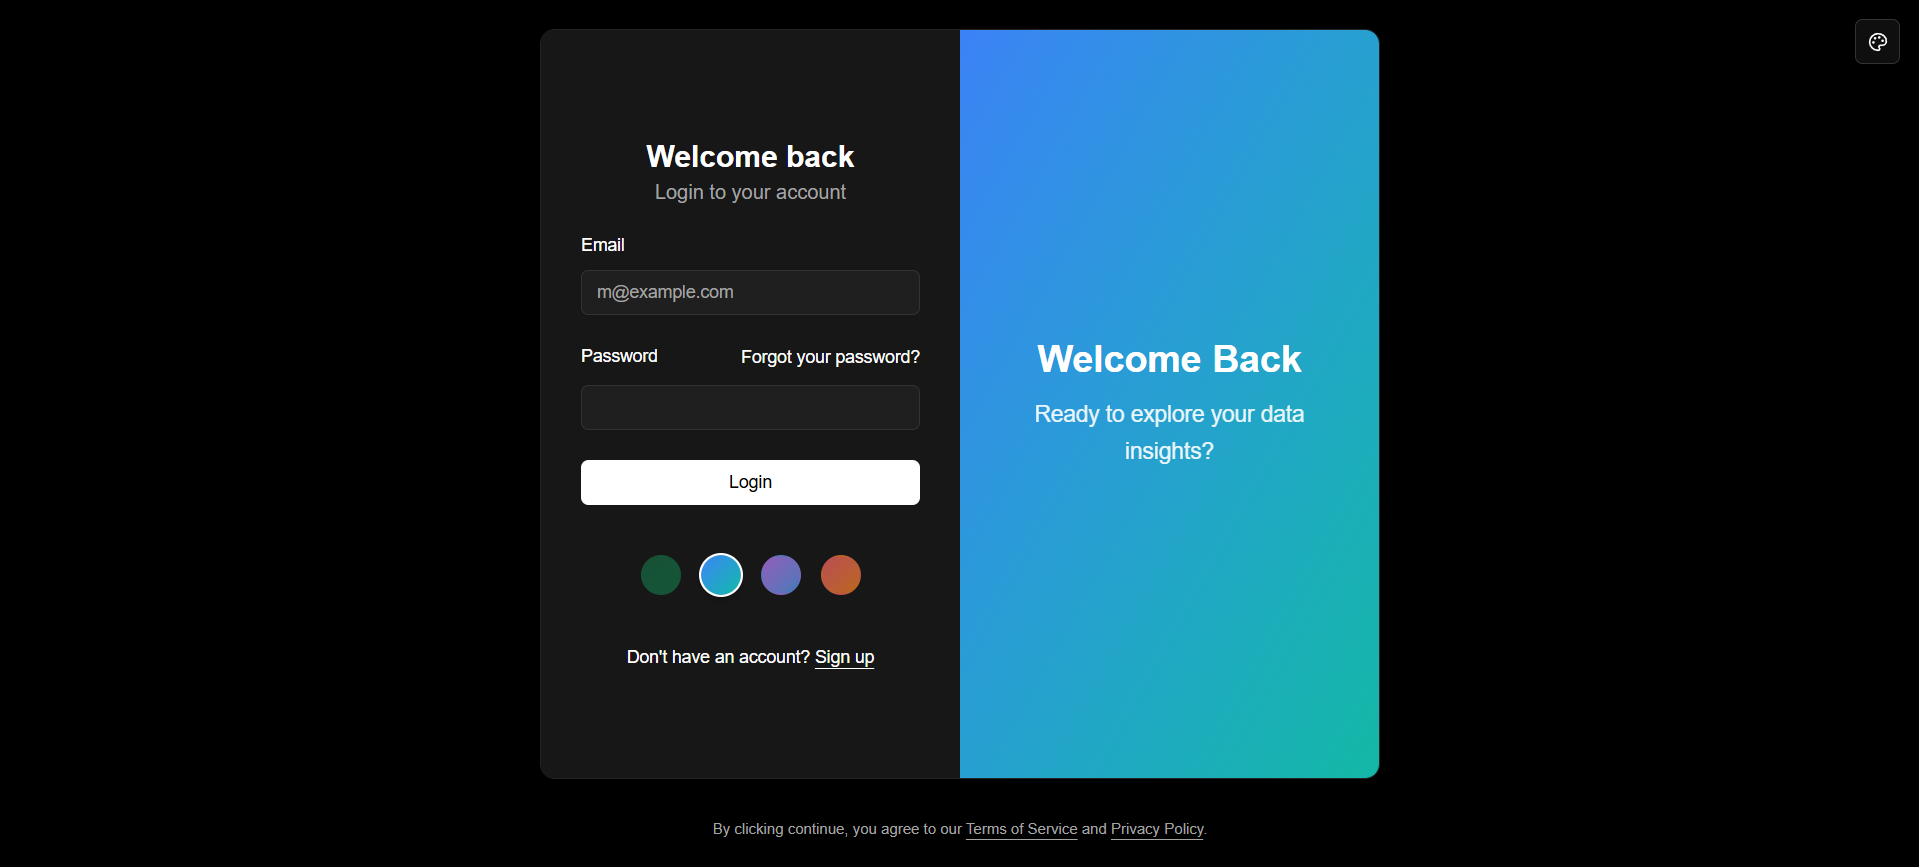 Welcome back
Login to your account
Email
m@example.com
Password
Forgot your password?
Login
Don't have an account? Sign up
Welcome Back
Ready to explore your data
insights?
By clicking continue, you agree to our Terms of Service and Privacy Policy.